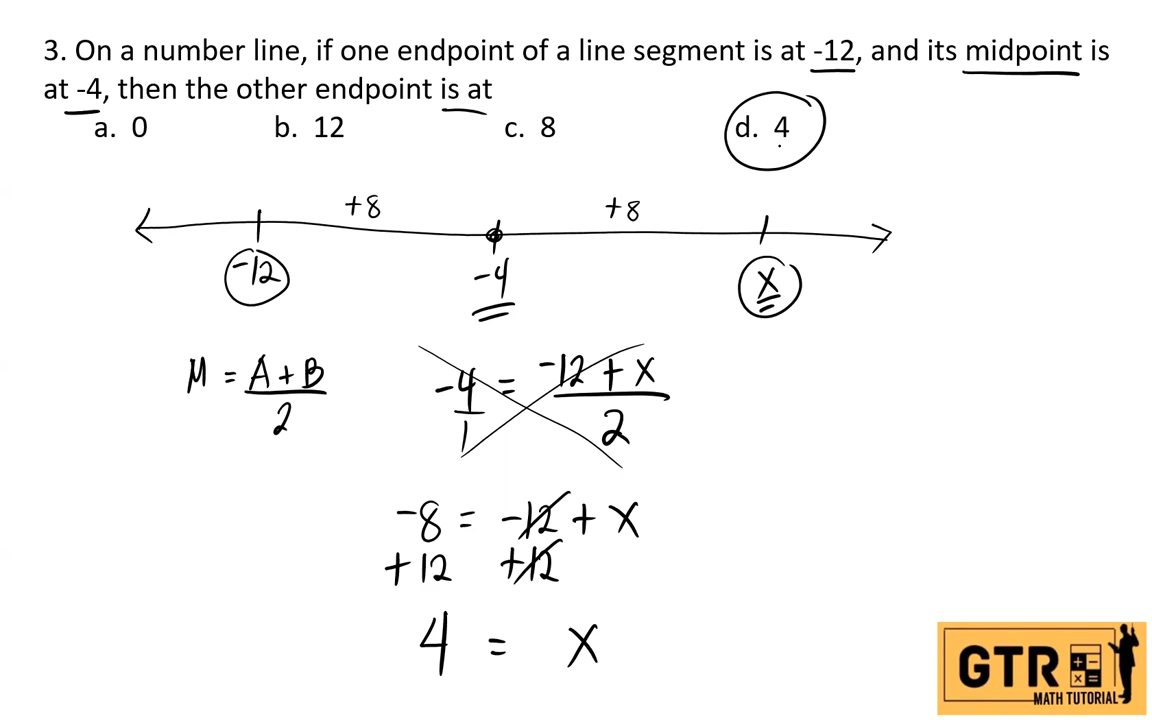 3. On a number line, if one endpoint of a line segment is at -12, and its midpoint is
at -4, then the other endpoint is at
a. 0 b. 12 c. 8 d. 4
+8 +8
-12 -4 x
M = A + B / 2 -4 / 1 = -12 + x / 2
-8 = -12 + x
+12 +12
4 = x
GTR
MATH TUTORIAL